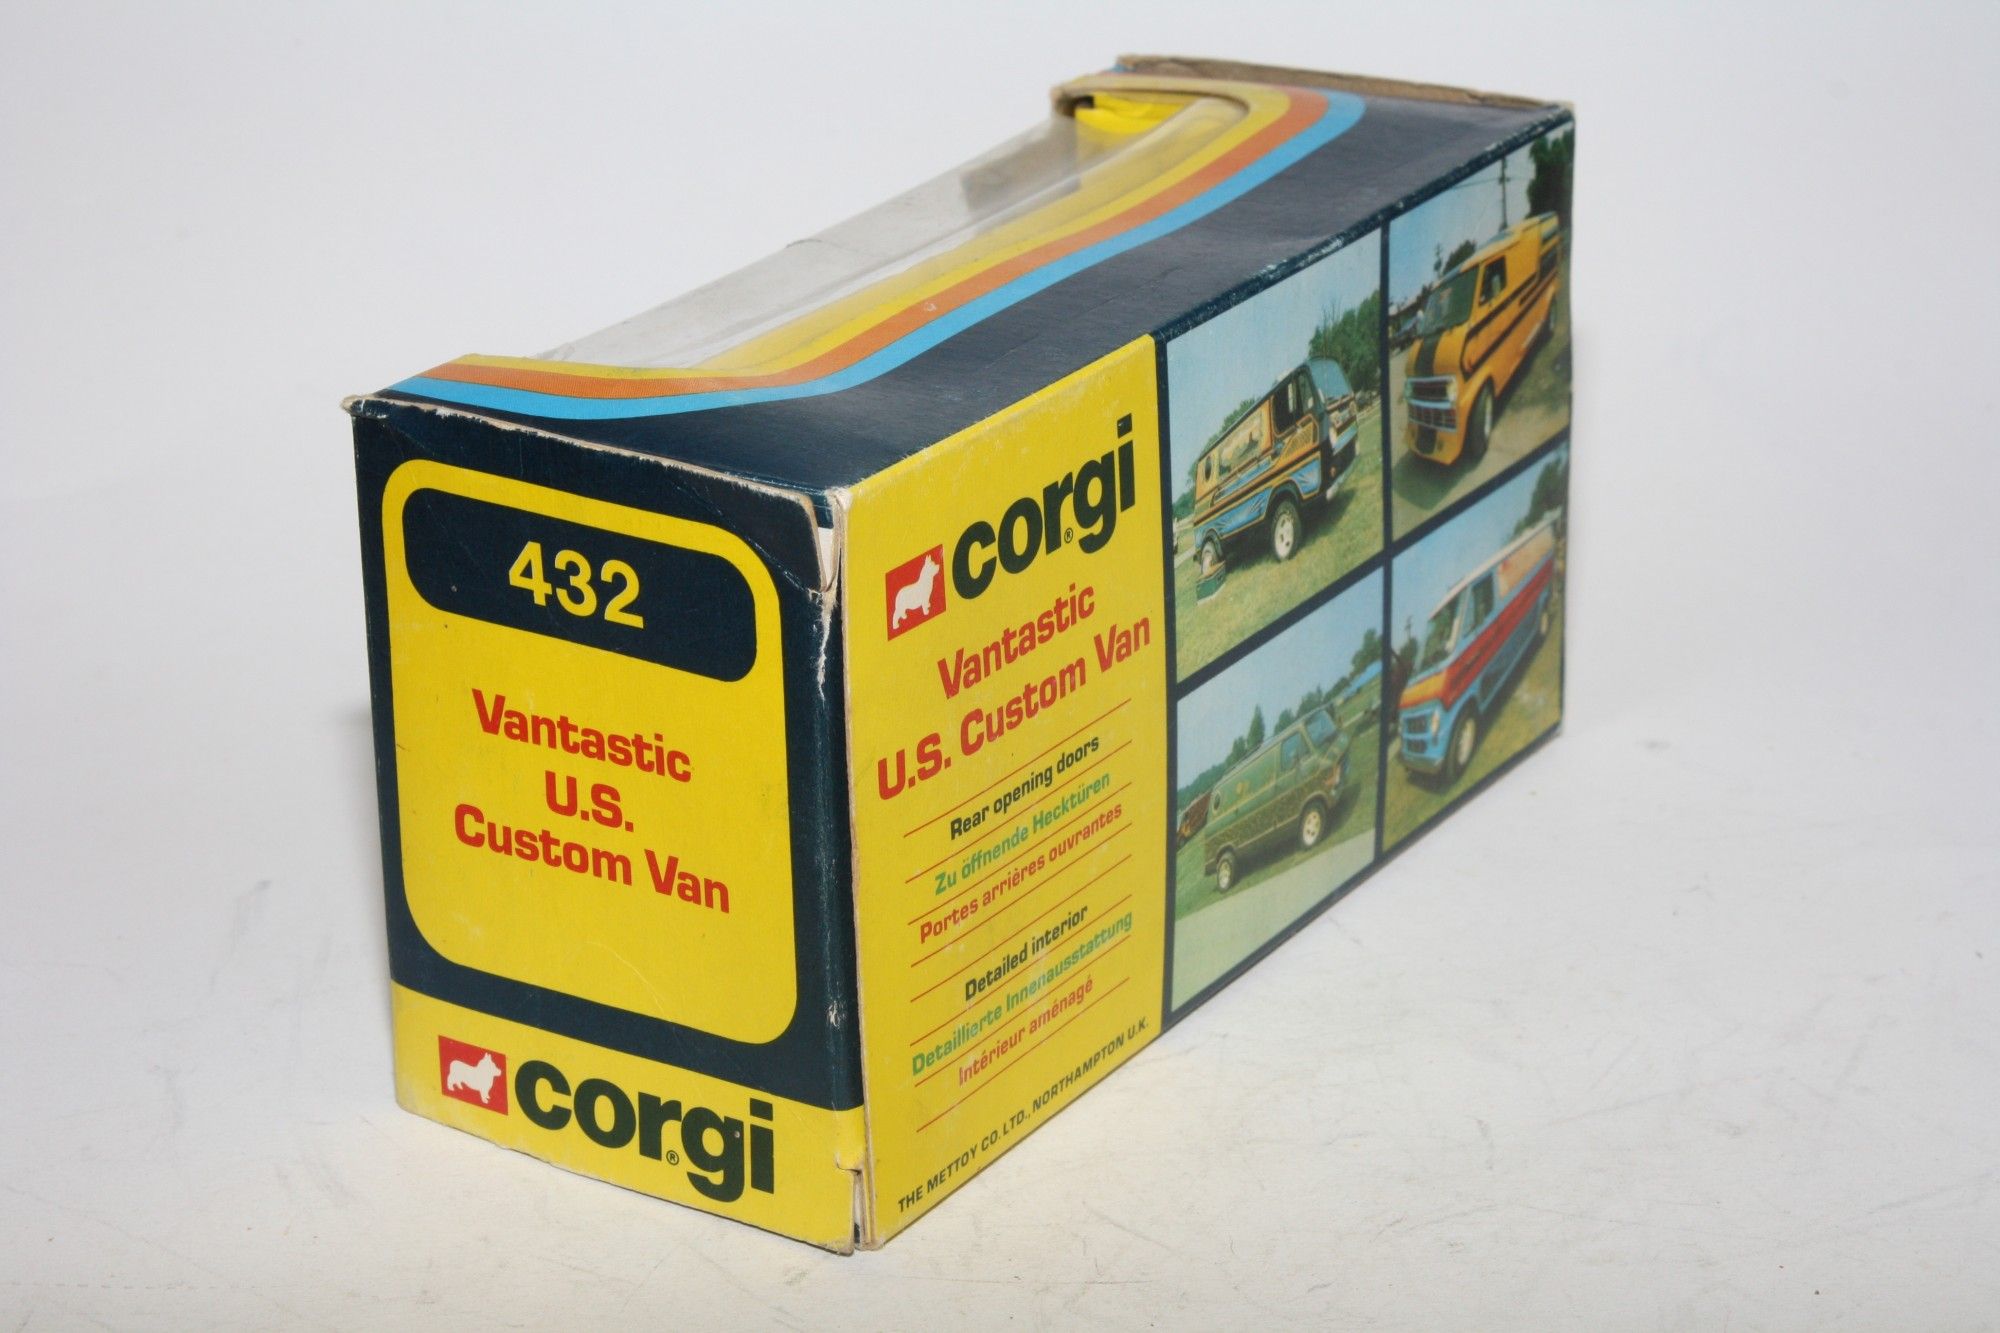 432
Vantastic
U.S.
Custom Van
corgi®
corgi®
Vantastic
U.S. Custom Van
Rear opening doors
Zu öffnende Hecktüren
Portes arrières ouvrantes
Detailed interior
Detaillierte Innenausstattung
Intérieur aménagé
THE METTOY CO. LTD., NORTHAMPTON U.K.